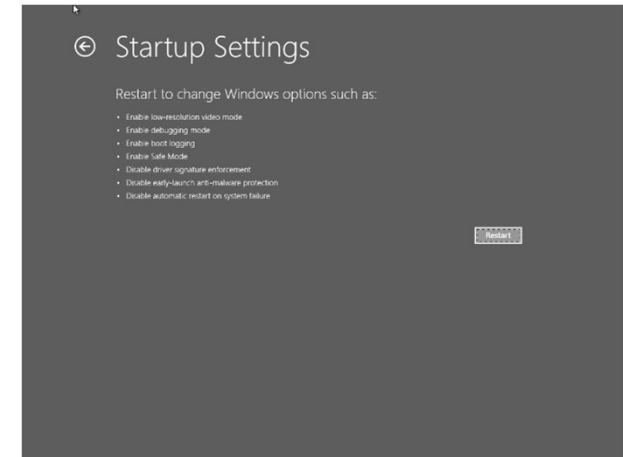 Startup Settings
Restart to change Windows options such as:
• Enable low-resolution video mode
• Enable debugging mode
• Enable boot logging
• Enable Safe Mode
• Disable driver signature enforcement
• Disable early-launch anti-malware protection
• Disable automatic restart on system failure
Restart